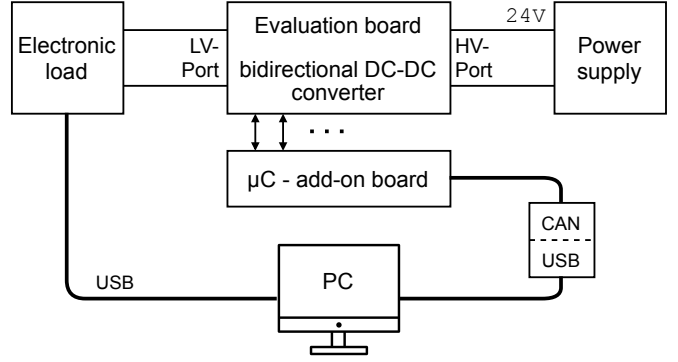 Electronic
load
LV-
Port
Evaluation board
bidirectional DC-DC
converter
HV-
Port
24V
Power
supply
. . .
µC - add-on board
CAN
USB
USB
PC